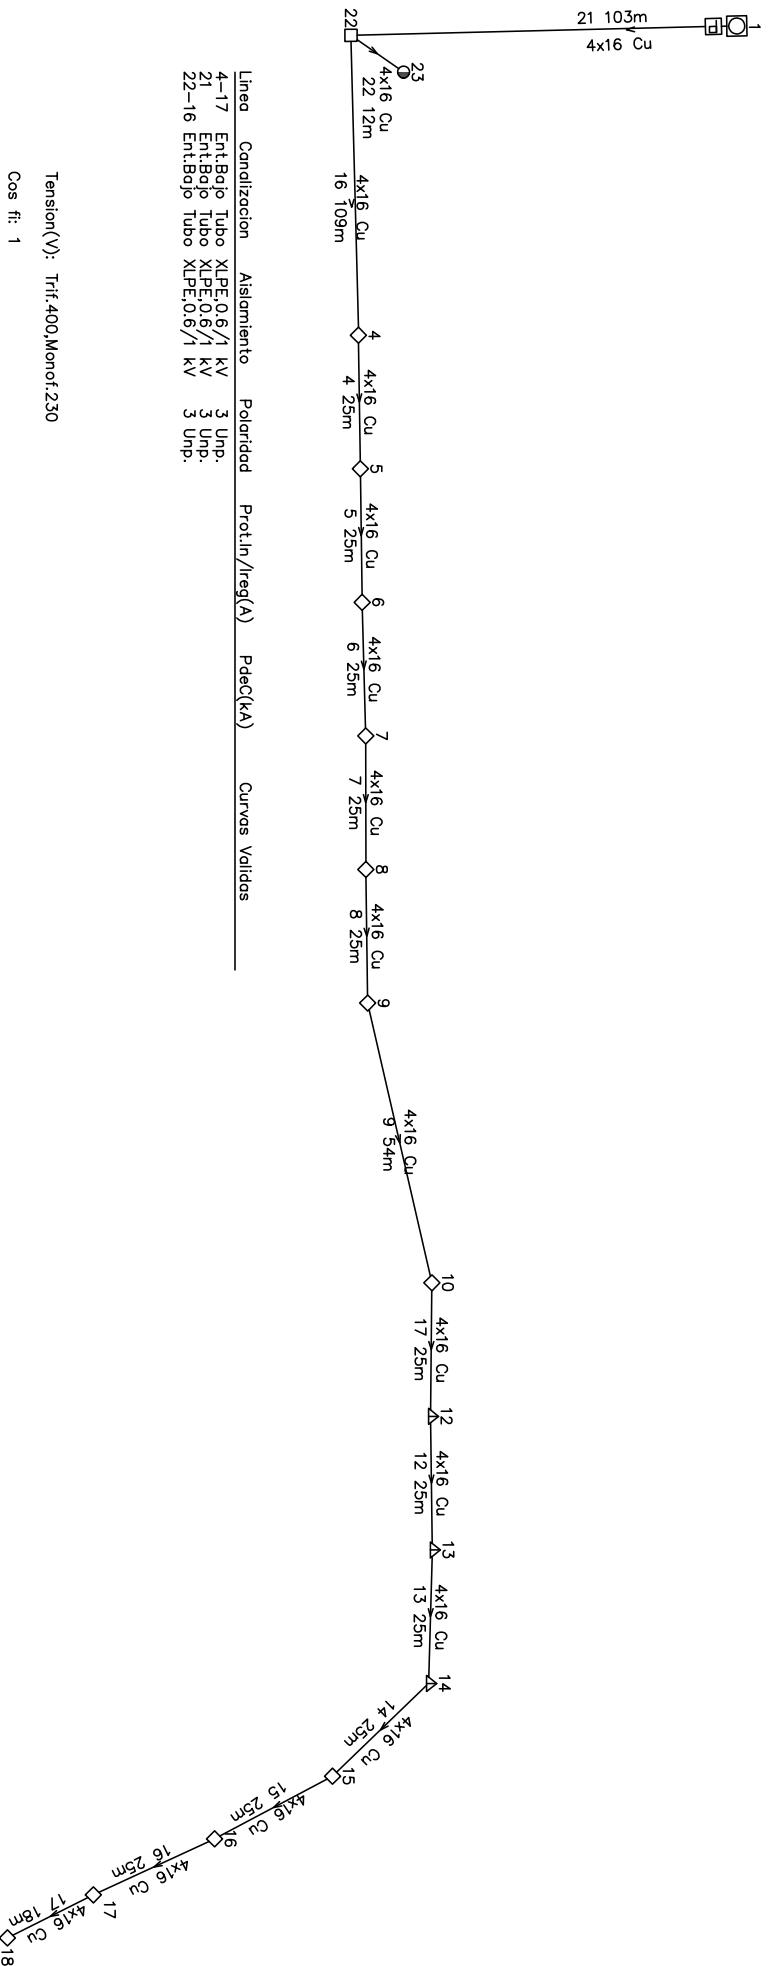 1
21 103m
4x16 Cu
22
23
4x16 Cu
22 12m
4x16 Cu
16 109m
4
4x16 Cu
4 25m
5
4x16 Cu
5 25m
6
4x16 Cu
6 25m
7
4x16 Cu
7 25m
8
4x16 Cu
8 25m
9
4x16 Cu
9 54m
10
4x16 Cu
17 25m
12
4x16 Cu
12 25m
13
4x16 Cu
13 25m
14
14 25m
4x16 Cu
15
15 25m
4x16 Cu
16
16 25m
4x16 Cu
17
17 18m
4x16 Cu
18
Linea Canalizacion Aislamiento Polaridad Prot.In/Ireg(A) PdeC(kA) Curvas Validas
4-17 Ent.Bajo Tubo XLPE,0.6/1 kV 3 Unp.
21 Ent.Bajo Tubo XLPE,0.6/1 kV 3 Unp.
22-16 Ent.Bajo Tubo XLPE,0.6/1 kV 3 Unp.
Tension(V): Trif.400,Monof.230
Cos fi: 1